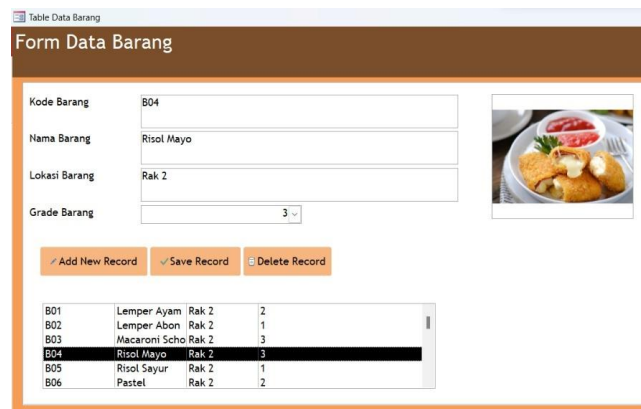 Table Data Barang
Form Data Barang
Kode Barang B04
Nama Barang Risol Mayo
Lokasi Barang Rak 2
Grade Barang 3
Add New Record Save Record Delete Record
B01 Lemper Ayam Rak 2 2
B02 Lemper Abon Rak 2 1
B03 Macaroni Scho Rak 2 3
B04 Risol Mayo Rak 2 3
B05 Risol Sayur Rak 2 1
B06 Pastel Rak 2 2